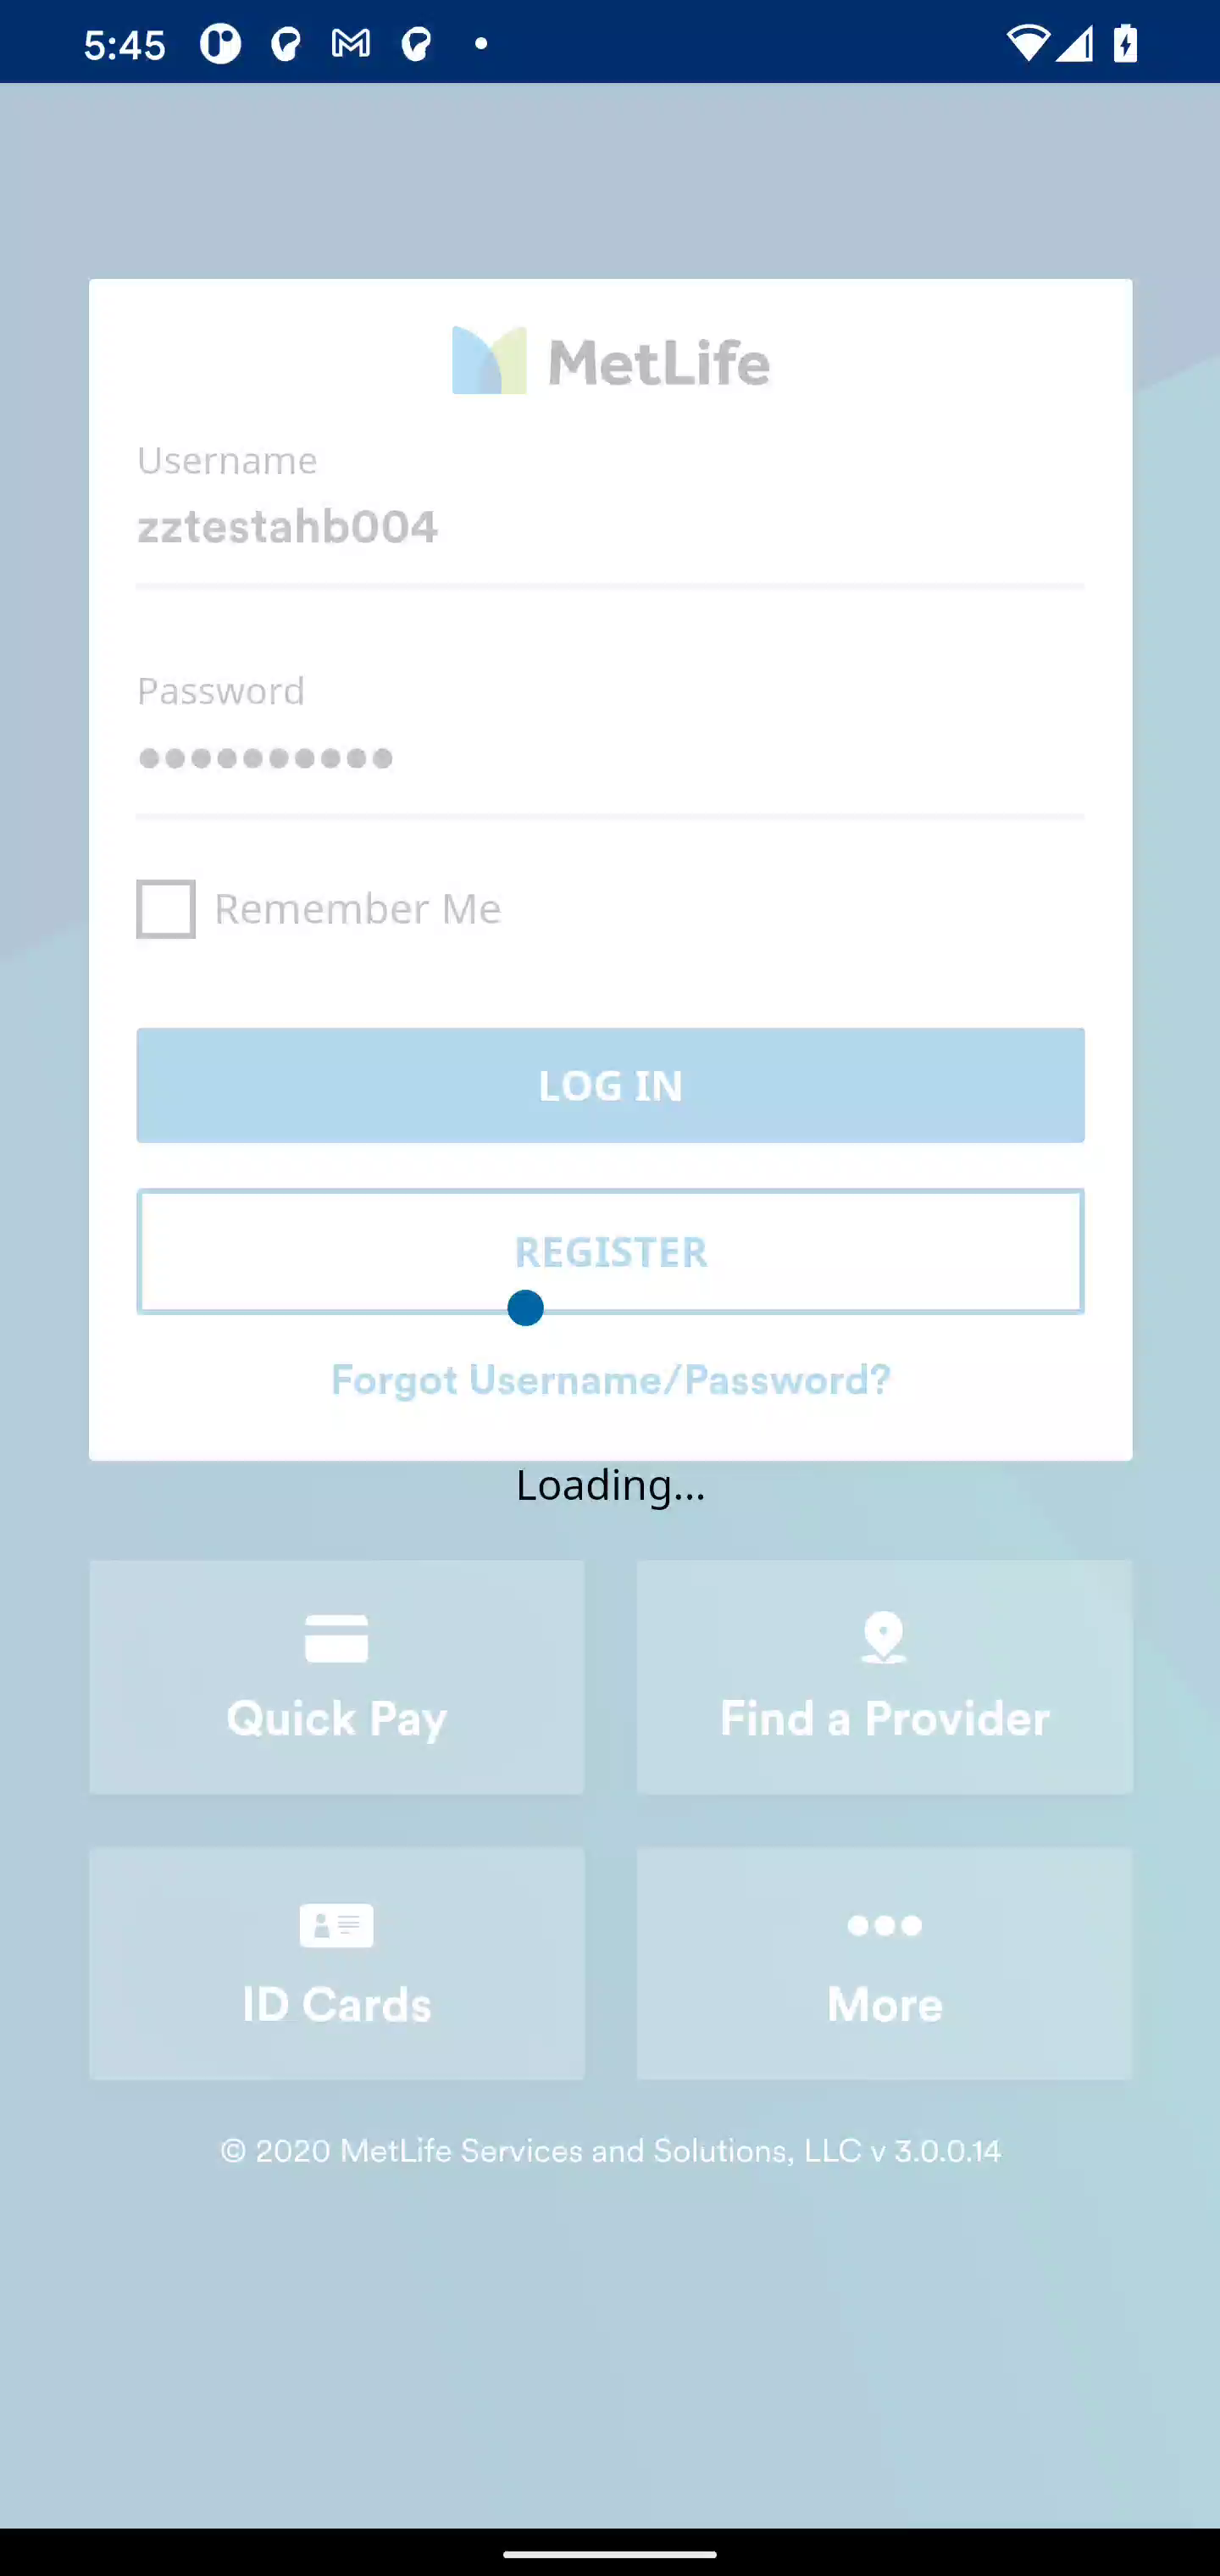 5:45
MetLife
Username
zztestahb004
Password
••••••••••
Remember Me
LOG IN
REGISTER
Forgot Username/Password?
Loading...
Quick Pay
Find a Provider
ID Cards
More
© 2020 MetLife Services and Solutions, LLC v 3.0.0.14